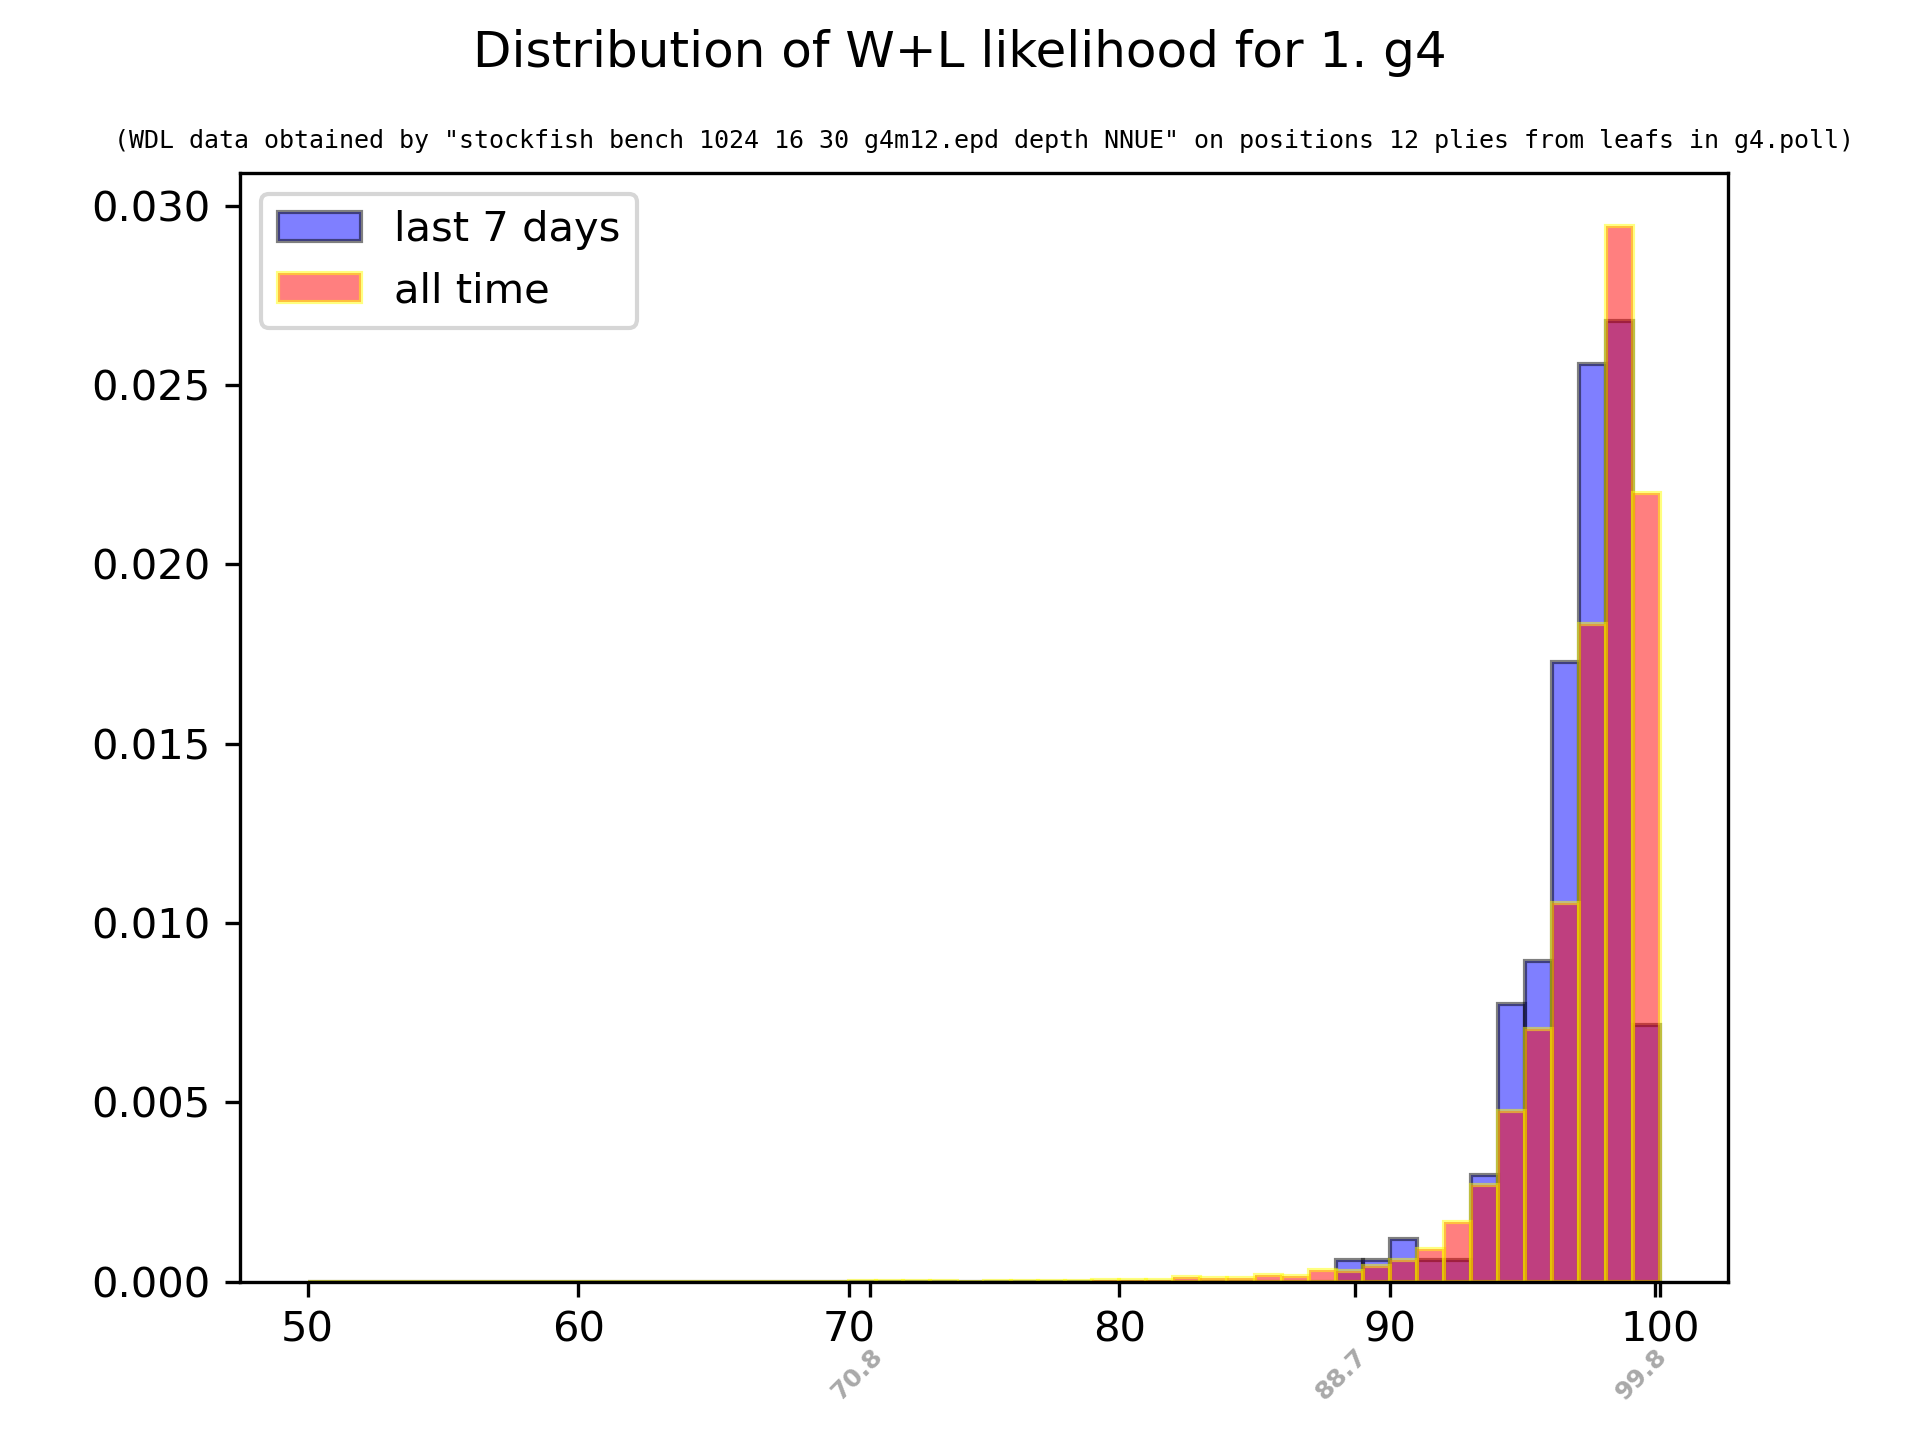 Distribution of W+L likelihood for 1. g4
(WDL data obtained by "stockfish bench 1024 16 30 g4m12.epd depth NNUE" on positions 12 plies from leafs in g4.poll)
last 7 days
all time
0.030
0.025
0.020
0.015
0.010
0.005
0.000
50 60 70 80 90 100
70.8 88.7 99.8